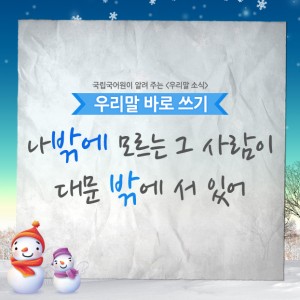 국립국어원이 알려 주는 <우리말 소식>
우리말 바로 쓰기
나밖에 모르는 그 사람이
대문 밖에 서 있어